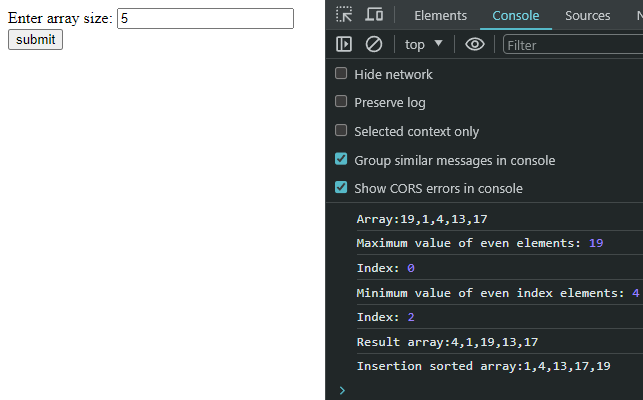 Enter array size: 5
submit
Elements Console Sources
top Filter
Hide network
Preserve log
Selected context only
Group similar messages in console
Show CORS errors in console
Array:19,1,4,13,17
Maximum value of even elements: 19
Index: 0
Minimum value of even index elements: 4
Index: 2
Result array:4,1,19,13,17
Insertion sorted array:1,4,13,17,19
>